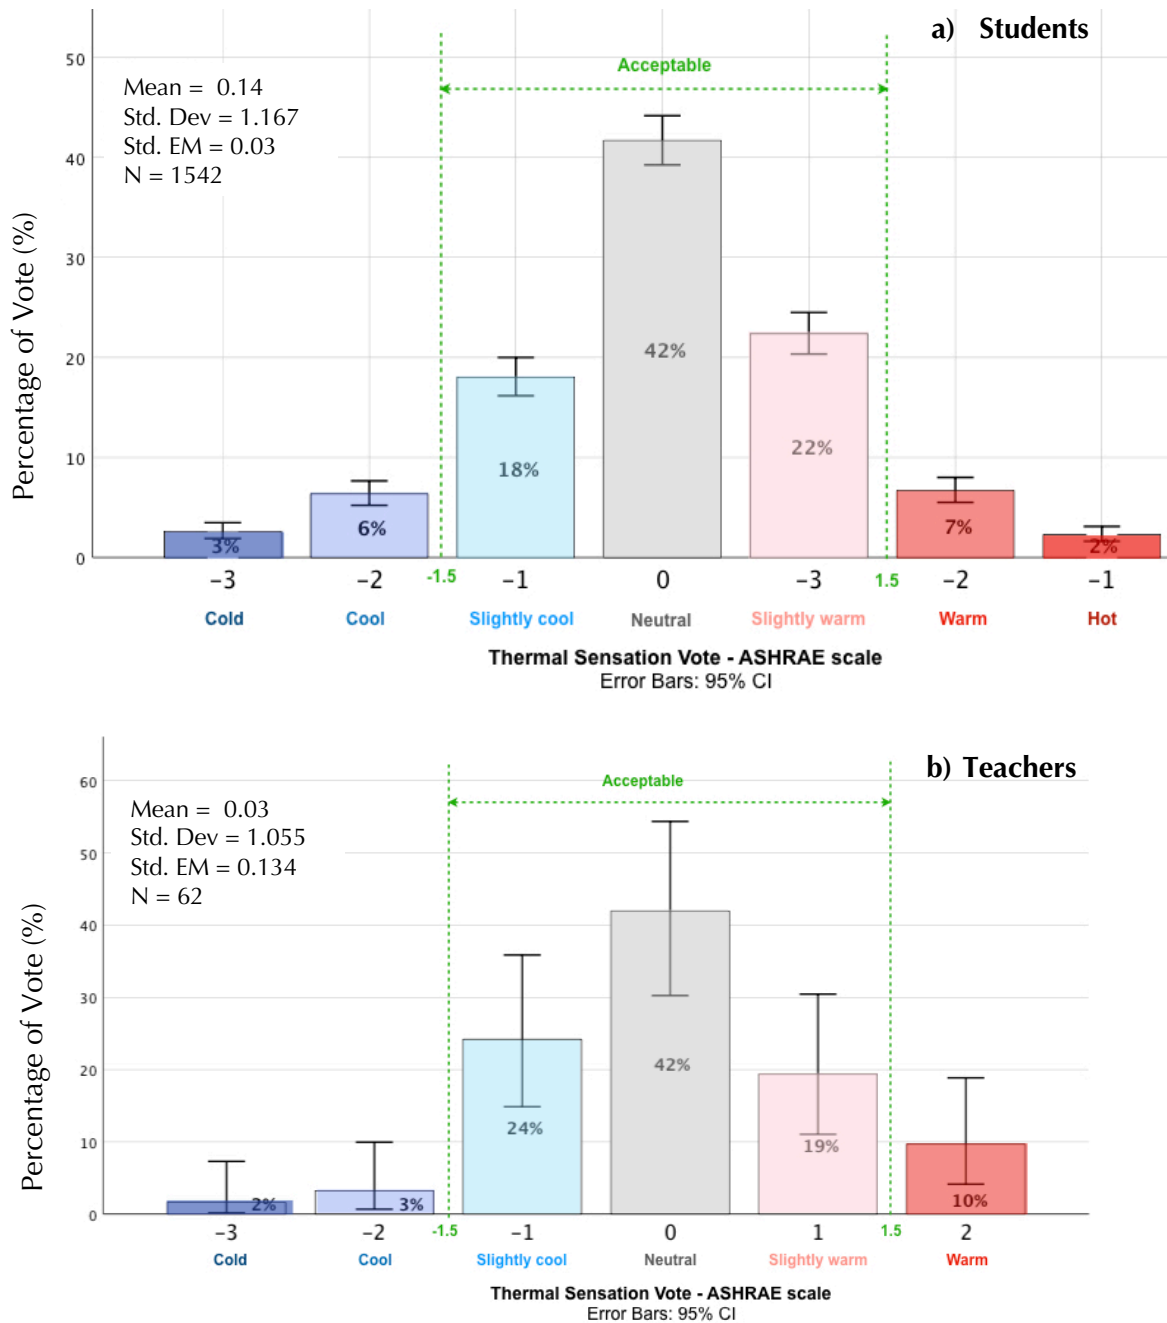 a) Students
Acceptable
Mean = 0.14
Std. Dev = 1.167
Std. EM = 0.03
N = 1542
Percentage of Vote (%)
50
40
30
20
10
0
3%
6%
18%
42%
22%
7%
2%
−3 −2 -1.5 −1 0 −3 1.5 −2 −1
Cold Cool Slightly cool Neutral Slightly warm Warm Hot
Thermal Sensation Vote - ASHRAE scale
Error Bars: 95% CI
b) Teachers
Acceptable
Mean = 0.03
Std. Dev = 1.055
Std. EM = 0.134
N = 62
Percentage of Vote (%)
60
50
40
30
20
10
0
2%
3%
24%
42%
19%
10%
−3 −2 -1.5 −1 0 1 1.5 2
Cold Cool Slightly cool Neutral Slightly warm Warm
Thermal Sensation Vote - ASHRAE scale
Error Bars: 95% CI